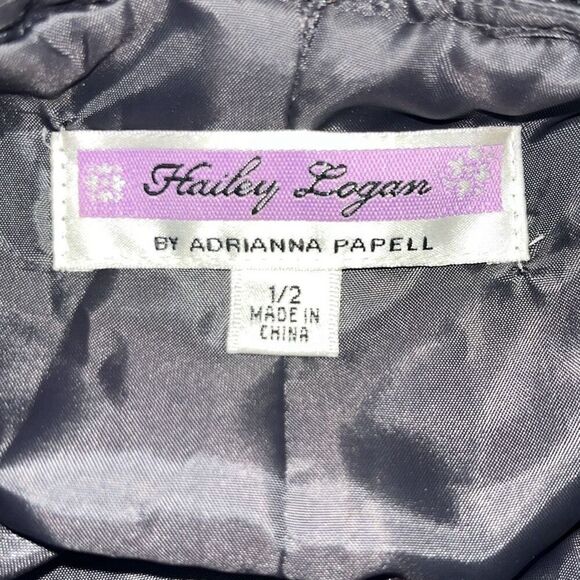 Hailey Logan
BY ADRIANNA PAPELL
1/2
MADE IN
CHINA